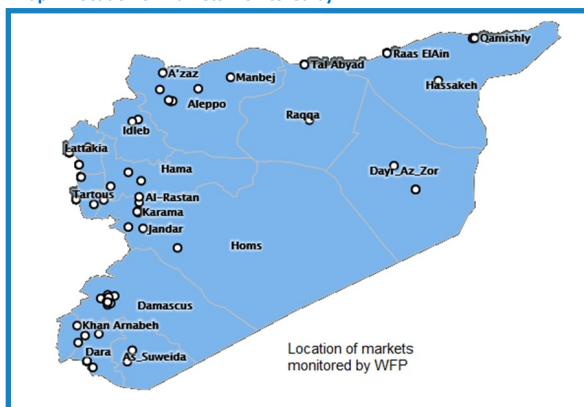 A'zaz
Manbej
Tal Abyad
Raas ElAin
Qamishly
Aleppo
Hassakeh
Idleb
Raqqa
Lattakia
Hama
Dayr_Az_Zor
Tartous
Al-Rastan
Karama
Jandar
Homs
Damascus
Khan Arnabeh
Dara
As_Suweida
Location of markets
monitored by WFP